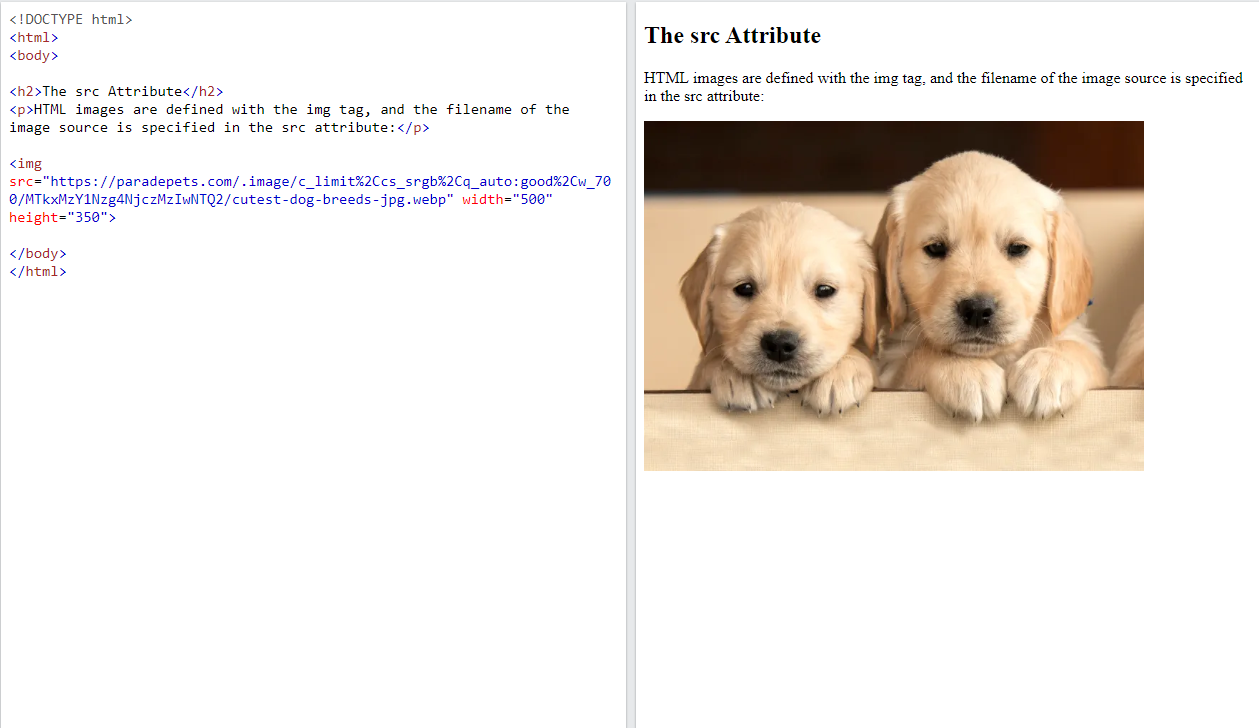 <!DOCTYPE html>
<html>
<body>
<h2>The src Attribute</h2>
<p>HTML images are defined with the img tag, and the filename of the
image source is specified in the src attribute:</p>
<img
src="https://paradepets.com/.image/c_limit%2Ccs_srgb%2Cq_auto:good%2Cw_70
0/MTkxMzY1Nzg4NjczMzIwNTQ2/cutest-dog-breeds-jpg.webp" width="500"
height="350">
</body>
</html>
The src Attribute
HTML images are defined with the img tag, and the filename of the image source is specified
in the src attribute: